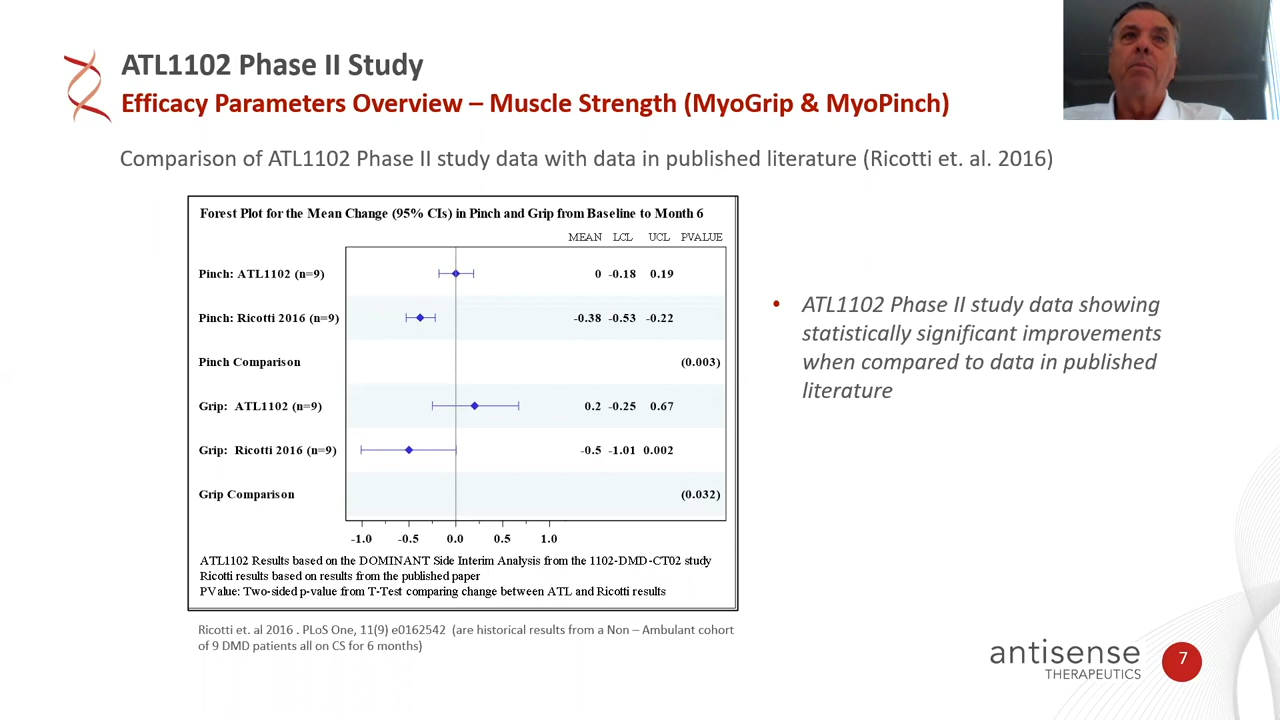 ATL1102 Phase II Study
Efficacy Parameters Overview – Muscle Strength (MyoGrip & MyoPinch)
Comparison of ATL1102 Phase II study data with data in published literature (Ricotti et. al. 2016)
Forest Plot for the Mean Change (95% CIs) in Pinch and Grip from Baseline to Month 6
MEAN LCL UCL PVALUE
Pinch: ATL1102 (n=9) 0 -0.18 0.19
Pinch: Ricotti 2016 (n=9) -0.38 -0.53 -0.22
Pinch Comparison (0.003)
Grip: ATL1102 (n=9) 0.2 -0.25 0.67
Grip: Ricotti 2016 (n=9) -0.5 -1.01 0.002
Grip Comparison (0.032)
-1.0 -0.5 0.0 0.5 1.0
ATL1102 Results based on the DOMINANT Side Interim Analysis from the 1102-DMD-CT02 study
Ricotti results based on results from the published paper
PValue: Two-sided p-value from T-Test comparing change between ATL and Ricotti results
Ricotti et. al 2016 . PLoS One, 11(9) e0162542 (are historical results from a Non – Ambulant cohort
of 9 DMD patients all on CS for 6 months)
• ATL1102 Phase II study data showing
statistically significant improvements
when compared to data in published
literature
antisense
THERAPEUTICS
7